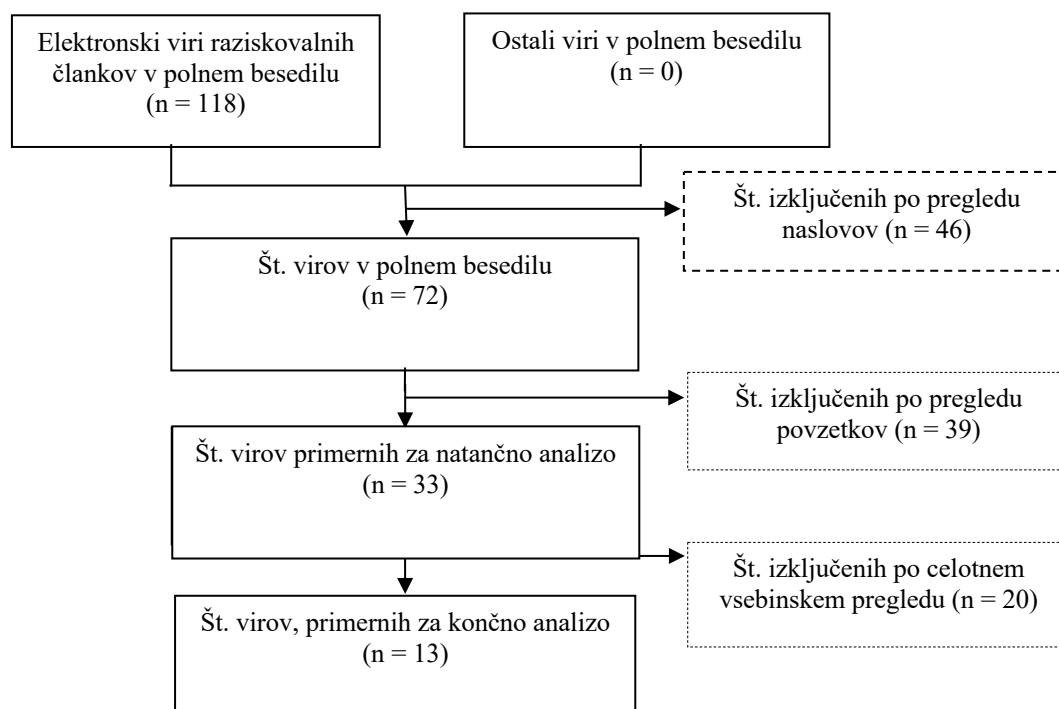 Elektronski viri raziskovalnih
člankov v polnem besedilu
(n = 118)
Ostali viri v polnem besedilu
(n = 0)
Št. izključenih po pregledu
naslovov (n = 46)
Št. virov v polnem besedilu
(n = 72)
Št. izključenih po pregledu
povzetkov (n = 39)
Št. virov primernih za natančno analizo
(n = 33)
Št. izključenih po celotnem
vsebinskem pregledu (n = 20)
Št. virov, primernih za končno analizo
(n = 13)